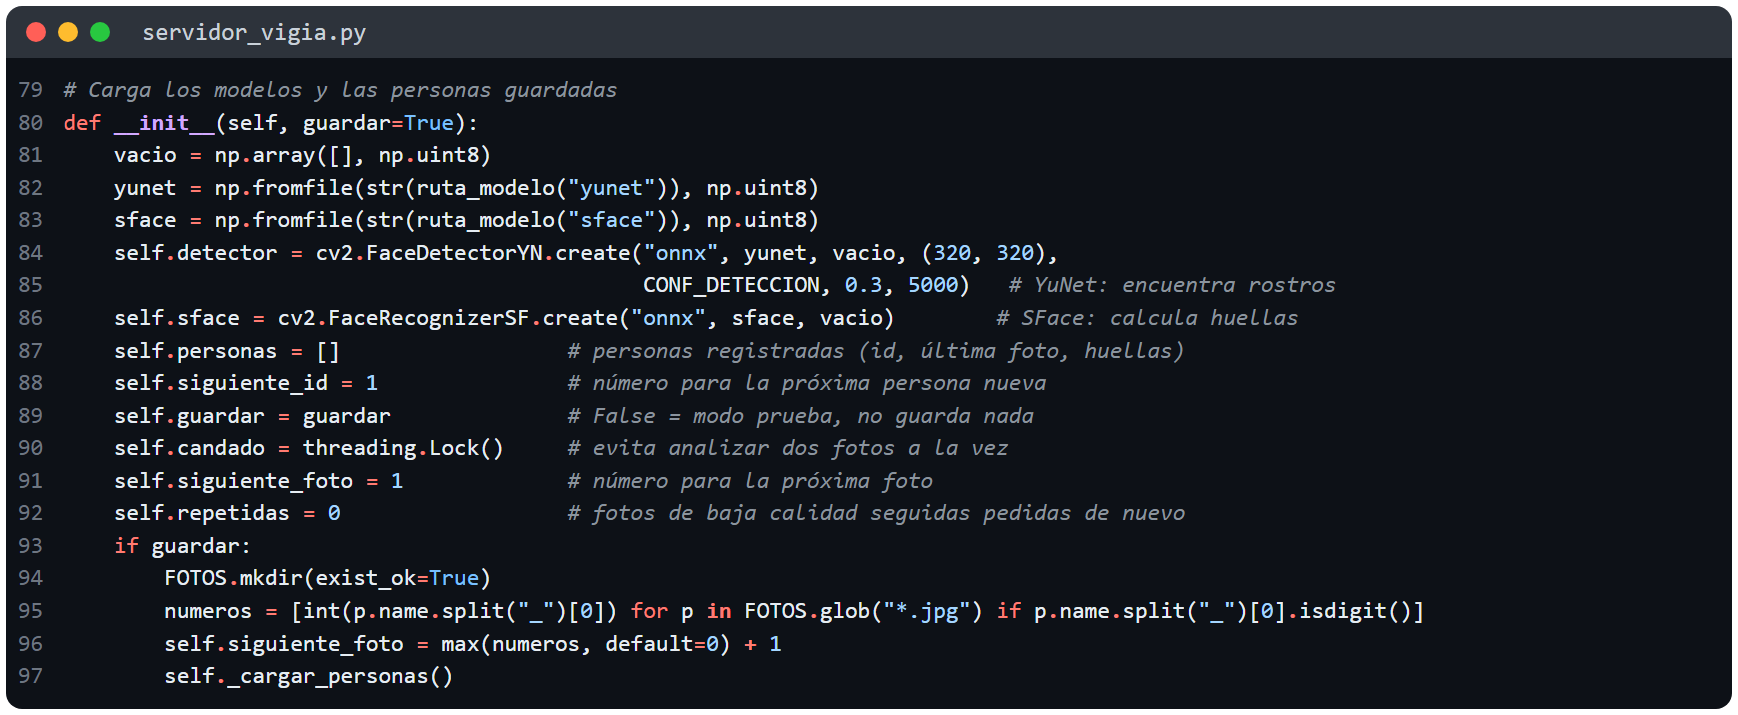 servidor_vigia.py
79 # Carga los modelos y las personas guardadas
80 def __init__(self, guardar=True):
81     vacio = np.array([], np.uint8)
82     yunet = np.fromfile(str(ruta_modelo("yunet")), np.uint8)
83     sface = np.fromfile(str(ruta_modelo("sface")), np.uint8)
84     self.detector = cv2.FaceDetectorYN.create("onnx", yunet, vacio, (320, 320),
85                                               CONF_DETECCION, 0.3, 5000)   # YuNet: encuentra rostros
86     self.sface = cv2.FaceRecognizerSF.create("onnx", sface, vacio)        # SFace: calcula huellas
87     self.personas = []                  # personas registradas (id, última foto, huellas)
88     self.siguiente_id = 1               # número para la próxima persona nueva
89     self.guardar = guardar              # False = modo prueba, no guarda nada
90     self.candado = threading.Lock()     # evita analizar dos fotos a la vez
91     self.siguiente_foto = 1             # número para la próxima foto
92     self.repetidas = 0                  # fotos de baja calidad seguidas pedidas de nuevo
93     if guardar:
94         FOTOS.mkdir(exist_ok=True)
95         numeros = [int(p.name.split("_")[0]) for p in FOTOS.glob("*.jpg") if p.name.split("_")[0].isdigit()]
96         self.siguiente_foto = max(numeros, default=0) + 1
97         self._cargar_personas()